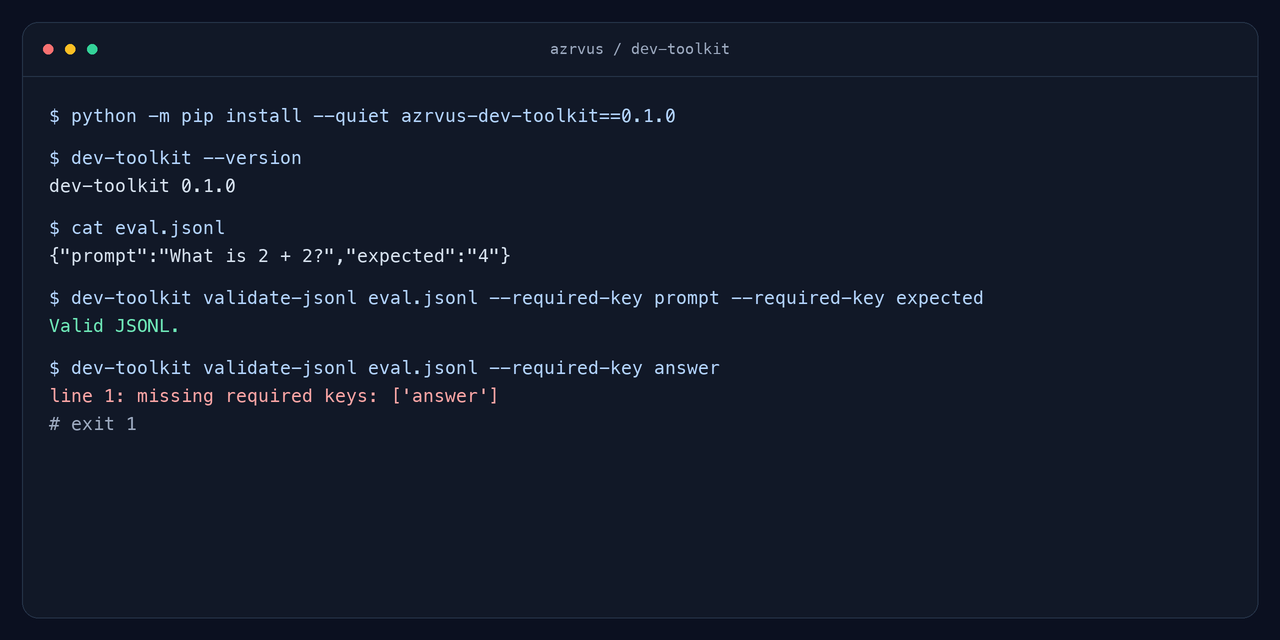 azrvus / dev-toolkit
$ python -m pip install --quiet azrvus-dev-toolkit==0.1.0
$ dev-toolkit --version
dev-toolkit 0.1.0
$ cat eval.jsonl
{"prompt":"What is 2 + 2?","expected":"4"}
$ dev-toolkit validate-jsonl eval.jsonl --required-key prompt --required-key expected
Valid JSONL.
$ dev-toolkit validate-jsonl eval.jsonl --required-key answer
line 1: missing required keys: ['answer']
# exit 1